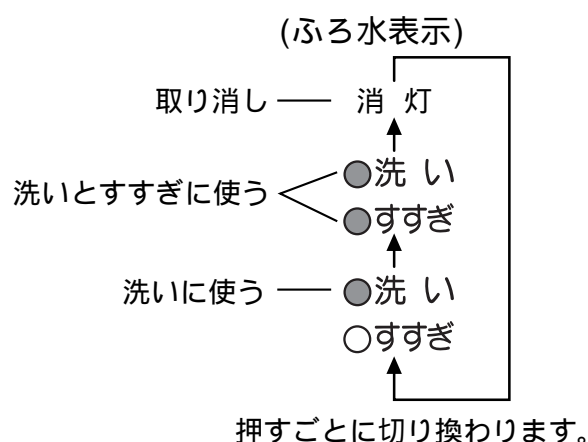 (ふろ水表示)
取り消し 消 灯
洗いとすすぎに使う 洗 い
すすぎ
洗いに使う 洗 い
すすぎ
押すごとに切り換わります。